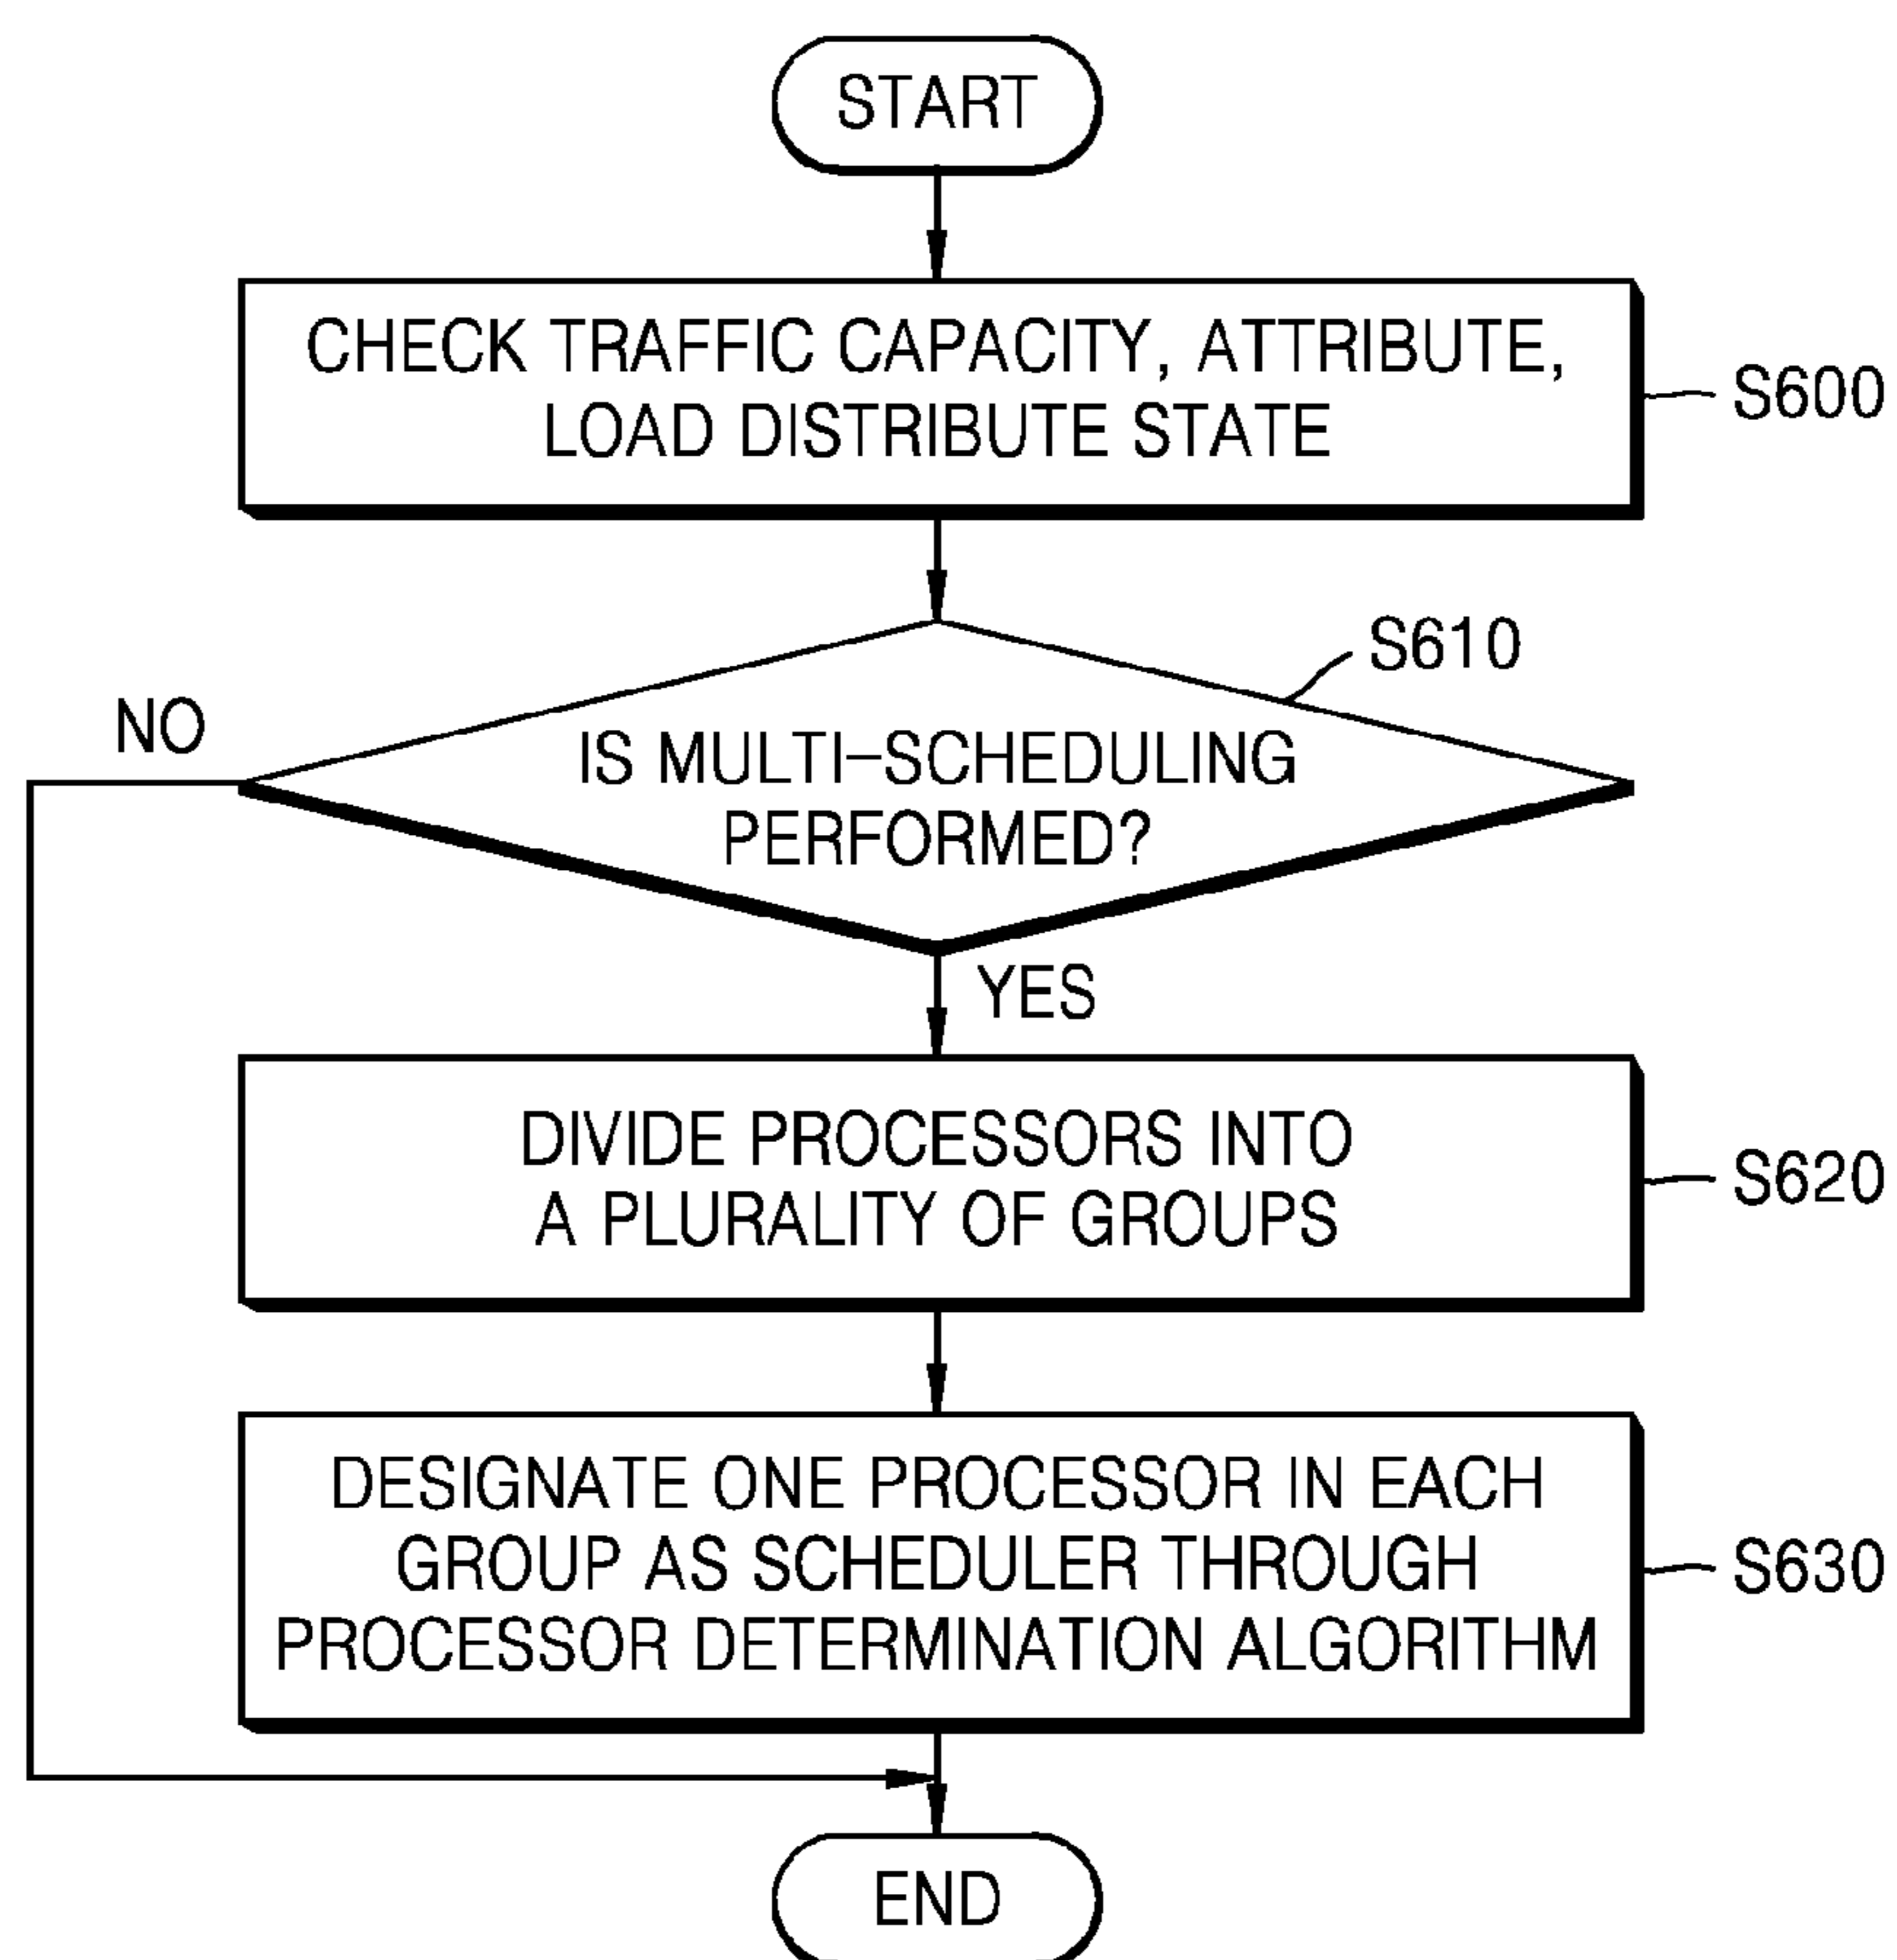 START
CHECK TRAFFIC CAPACITY, ATTRIBUTE,
LOAD DISTRIBUTE STATE
S600
S610
NO
IS MULTI-SCHEDULING
PERFORMED?
YES
DIVIDE PROCESSORS INTO
A PLURALITY OF GROUPS
S620
DESIGNATE ONE PROCESSOR IN EACH
GROUP AS SCHEDULER THROUGH
PROCESSOR DETERMINATION ALGORITHM
S630
END